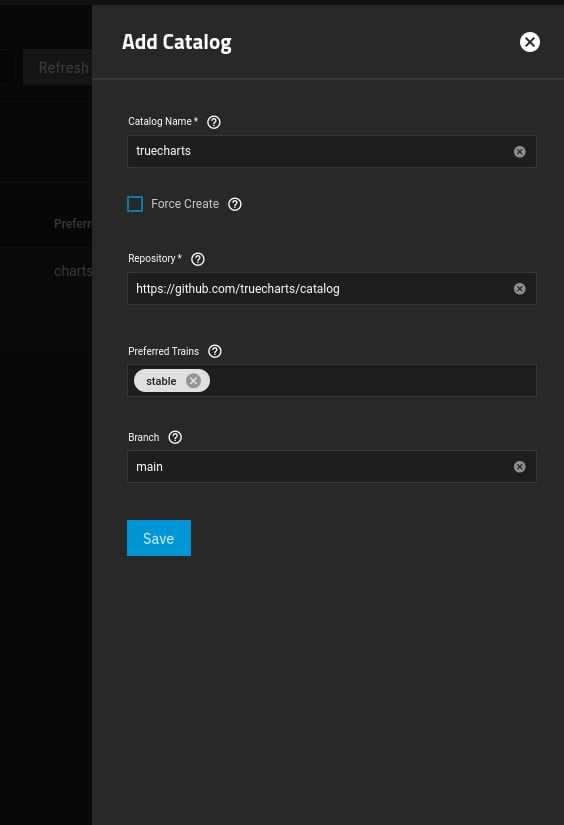 Add Catalog
Refresh
Catalog Name *
truecharts
Force Create
Preferr
Repository *
charts
https://github.com/truecharts/catalog
Preferred Trains
stable
Branch
main
Save